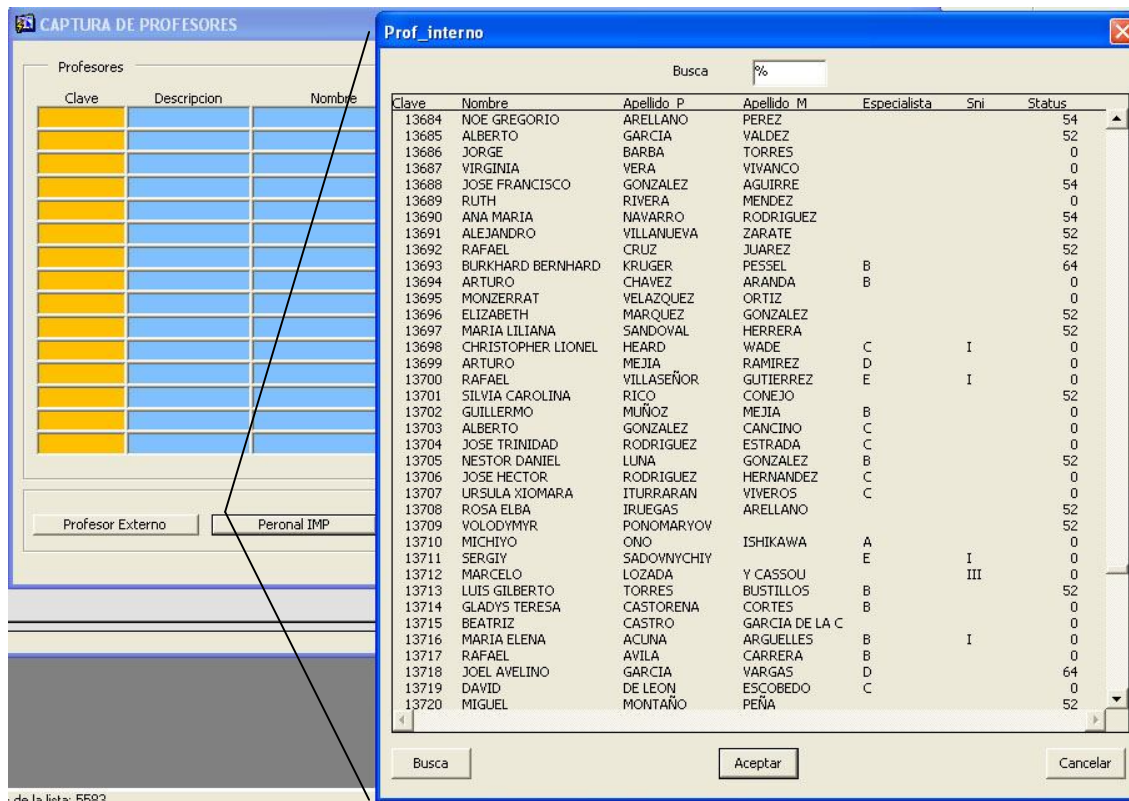 CAPTURA DE PROFESORES
Profesores
Clave Descripcion Nombre
Profesor Externo Peronal IMP
Prof_interno
Busca %
Clave Nombre Apellido P Apellido M Especialista Sni Status
13684 NOE GREGORIO ARELLANO PEREZ 54
13685 ALBERTO GARCIA VALDEZ 52
13686 JORGE BARBA TORRES 0
13687 VIRGINIA VERA VIVANCO 0
13688 JOSE FRANCISCO GONZALEZ AGUIRRE 54
13689 RUTH RIVERA MENDEZ 0
13690 ANA MARIA NAVARRO RODRIGUEZ 54
13691 ALEJANDRO VILLANUEVA ZARATE 52
13692 RAFAEL CRUZ JUAREZ 52
13693 BURKHARD BERNHARD KRUGER PESSEL B 64
13694 ARTURO CHAVEZ ARANDA B 0
13695 MONZERRAT VELAZQUEZ ORTIZ 0
13696 ELIZABETH MARQUEZ GONZALEZ 52
13697 MARIA LILIANA SANDOVAL HERRERA 0
13698 CHRISTOPHER LIONEL HEARD WADE C I 0
13699 ARTURO MEJIA RAMIREZ D 0
13700 RAFAEL VILLASEÑOR GUTIERREZ E I 0
13701 SILVIA CAROLINA RICO CONEJO 52
13702 GUILLERMO MUÑOZ MEJIA B 0
13703 ALBERTO GONZALEZ CANCINO C 0
13704 JOSE TRINIDAD RODRIGUEZ ESTRADA C 0
13705 NESTOR DANIEL LUNA GONZALEZ B 52
13706 JOSE HECTOR RODRIGUEZ HERNANDEZ C 0
13707 URSULA XIOMARA ITURRARAN VIVEROS C 0
13708 ROSA ELBA IRUEGAS ARELLANO 52
13709 VOLODYMYR PONOMARYOV 52
13710 MICHIYO ONO ISHIKAWA A 0
13711 SERGIY SADOVNYCHIY E I 0
13712 MARCELO LOZADA Y CASSOU III 0
13713 LUIS GILBERTO TORRES BUSTILLOS B 52
13714 GLADYS TERESA CASTORENA CORTES B 0
13715 BEATRIZ CASTRO GARCIA DE LA C 0
13716 MARIA ELENA ACUNA ARGUELLES B I 0
13717 RAFAEL AVILA CARRERA B 0
13718 JOEL AVELINO GARCIA VARGAS D 64
13719 DAVID DE LEON ESCOBEDO C 0
13720 MIGUEL MONTAÑO PEÑA 52
Busca Aceptar Cancelar
de la lista: 5583